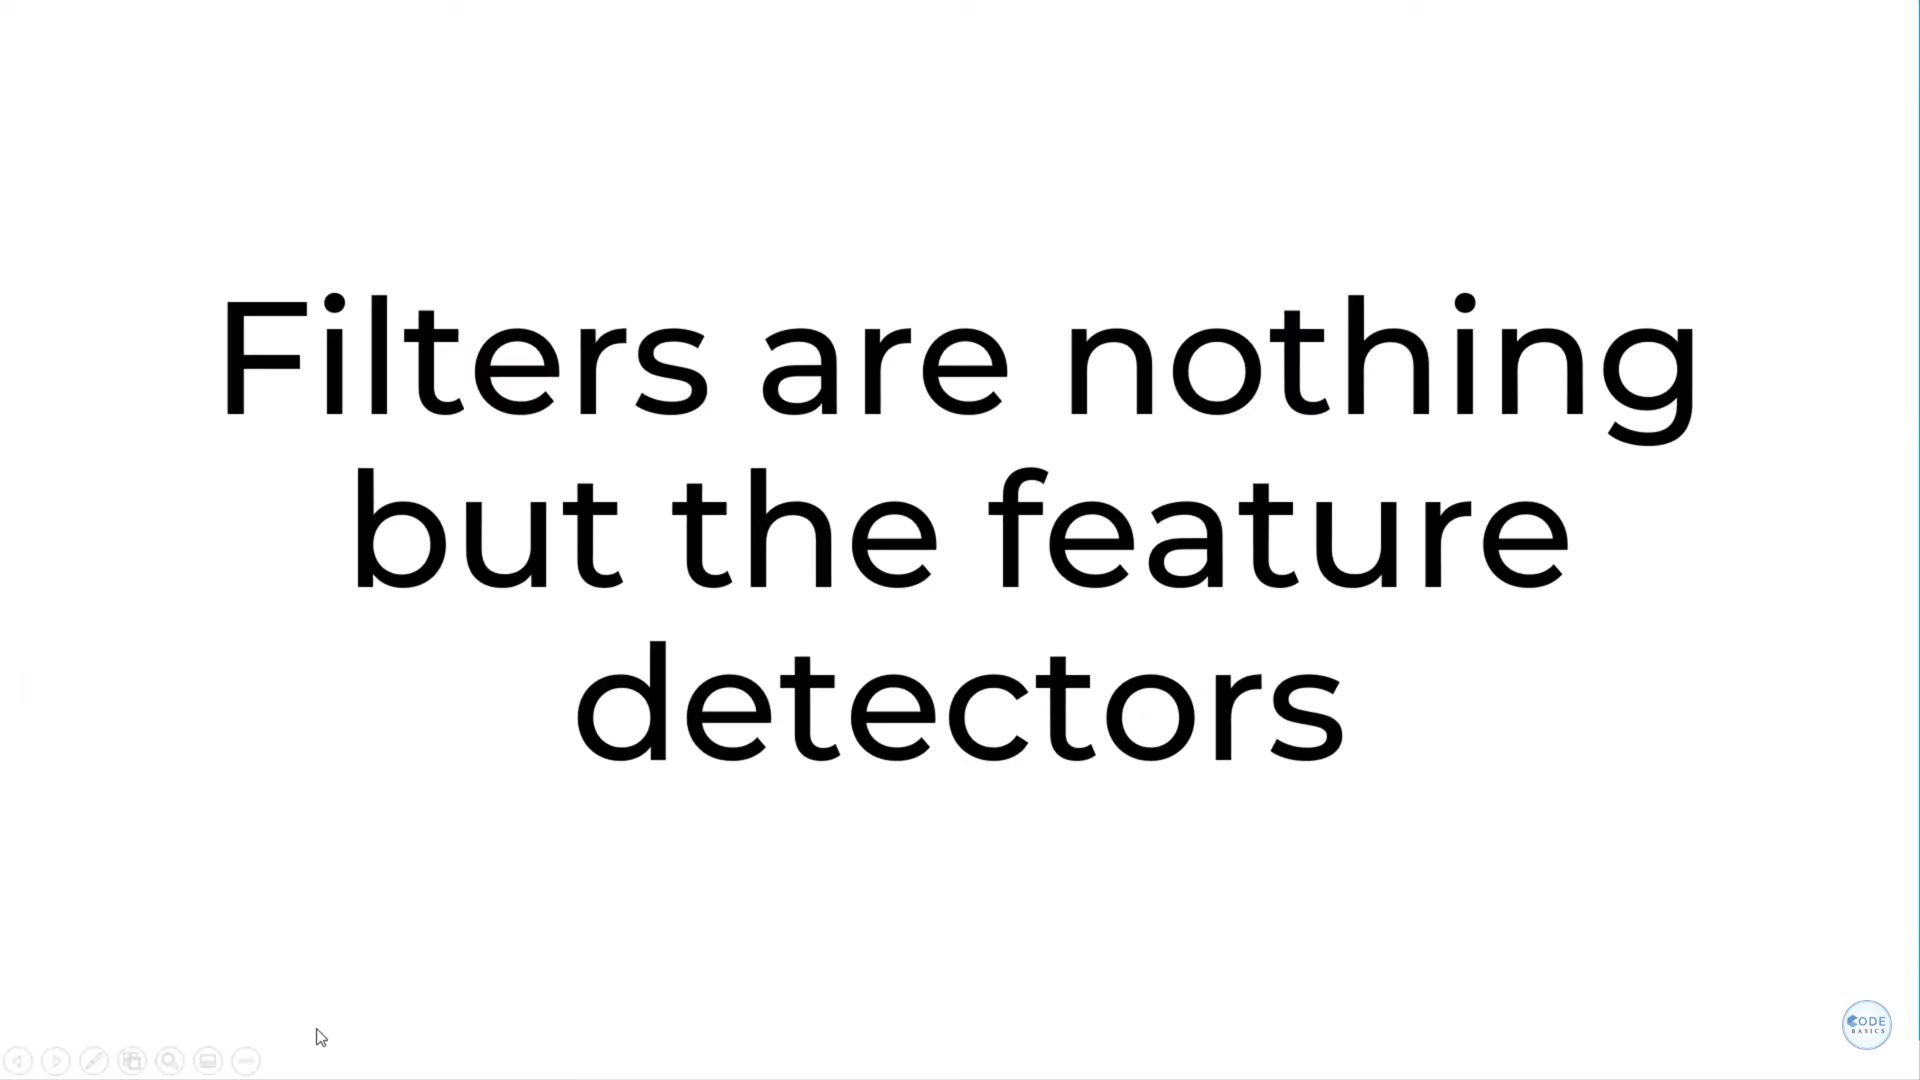 Filters are nothing
but the feature
detectors
CODE
BASICS